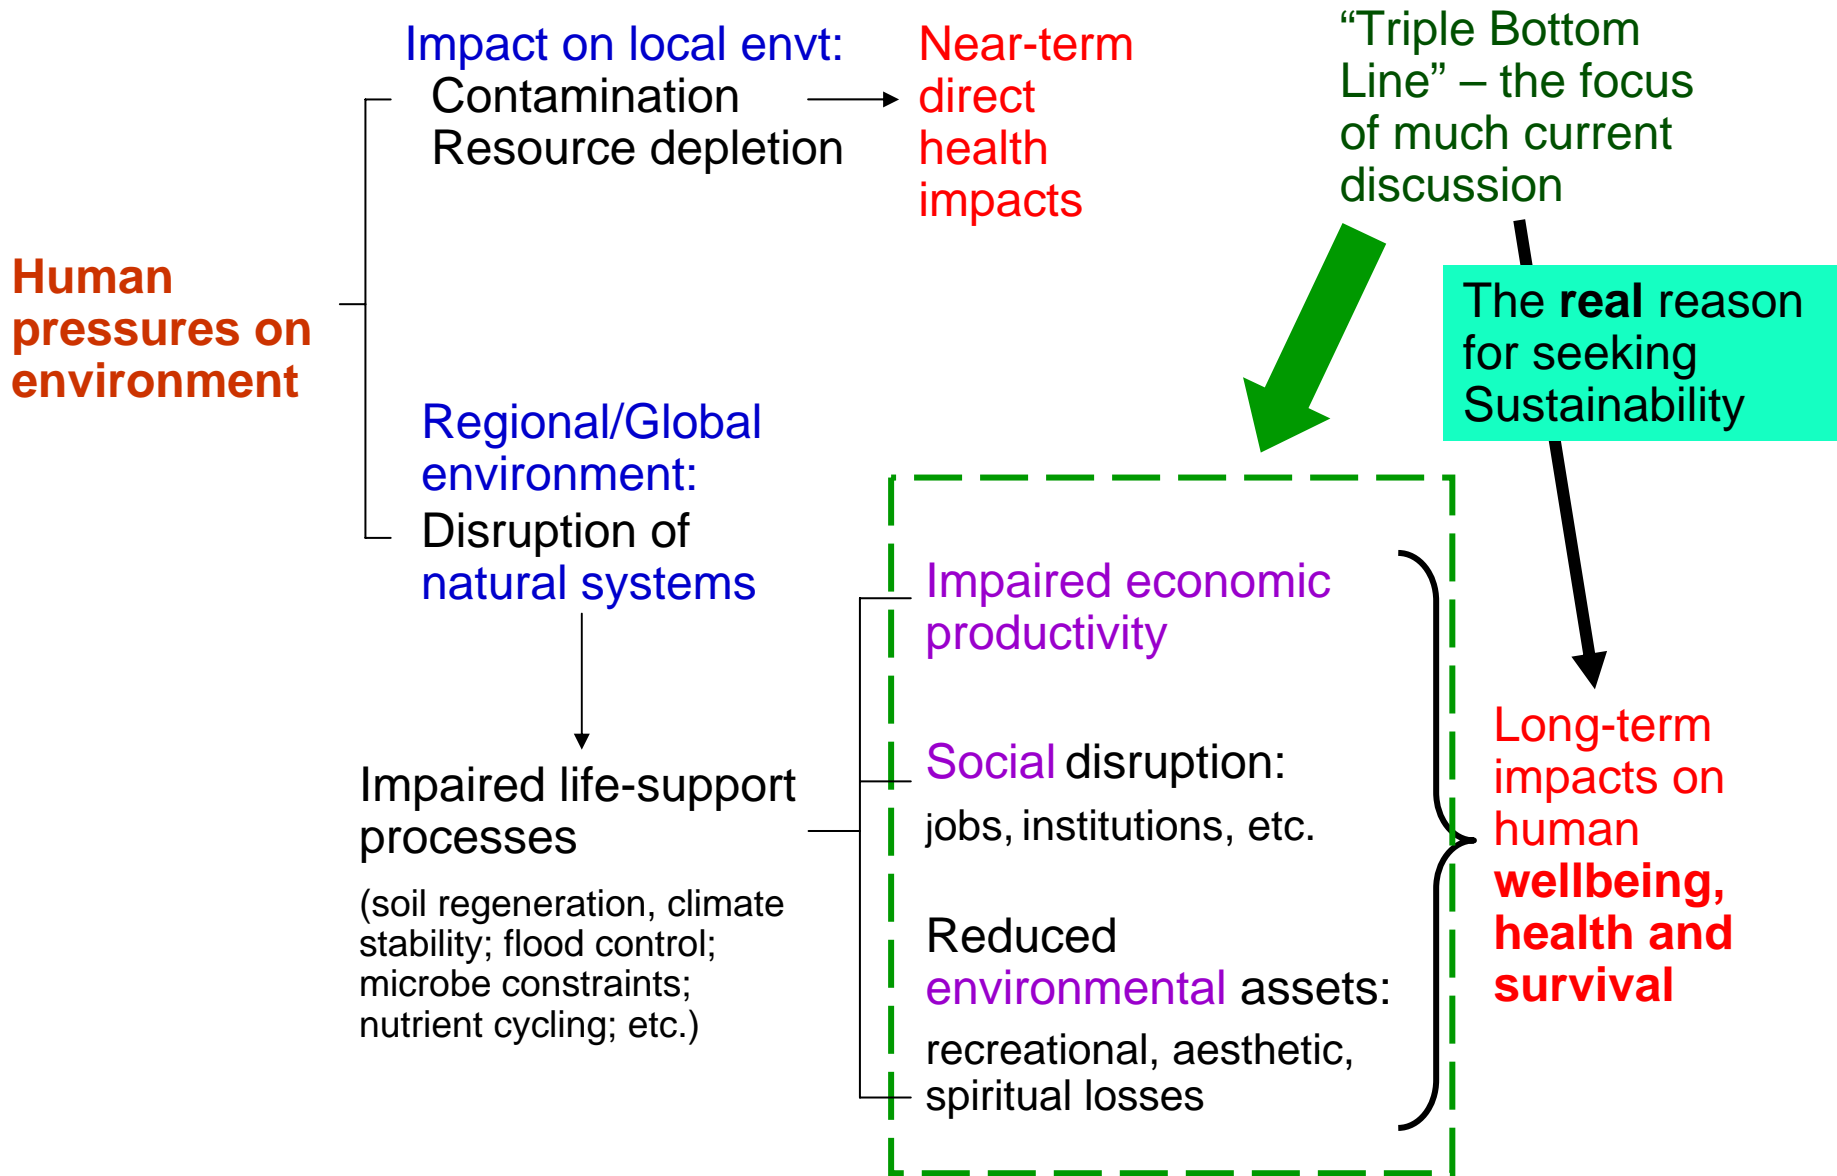 Impact on local envt:
Contamination
Resource depletion
Near-term
direct
health
impacts
“Triple Bottom
Line” – the focus
of much current
discussion
Human
pressures on
environment
The real reason
for seeking
Sustainability
Regional/Global
environment:
Disruption of
natural systems
Impaired life-support
processes
(soil regeneration, climate
stability; flood control;
microbe constraints;
nutrient cycling; etc.)
Impaired economic
productivity
Social disruption:
jobs, institutions, etc.
Reduced
environmental assets:
recreational, aesthetic,
spiritual losses
Long-term
impacts on
human
wellbeing,
health and
survival